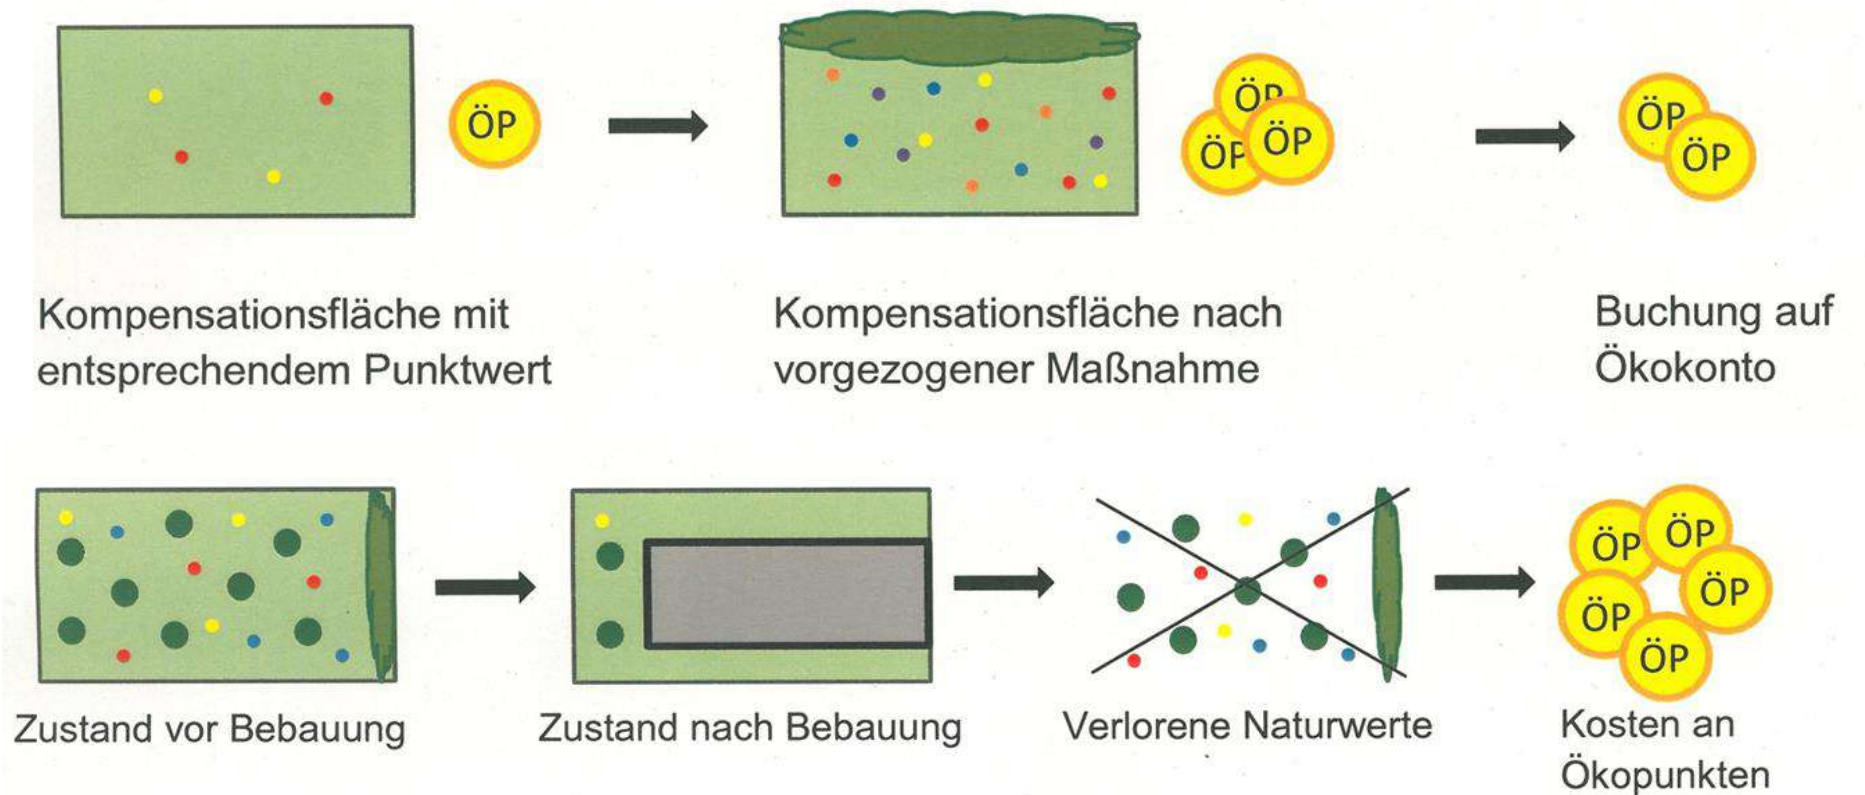 ÖP
ÖP
ÖP
ÖP
ÖP
ÖP
Kompensationsfläche mit
entsprechendem Punktwert
Kompensationsfläche nach
vorgezogener Maßnahme
Buchung auf
Ökokonto
ÖP
ÖP
ÖP
ÖP
ÖP
Zustand vor Bebauung
Zustand nach Bebauung
Verlorene Naturwerte
Kosten an
Ökopunkten